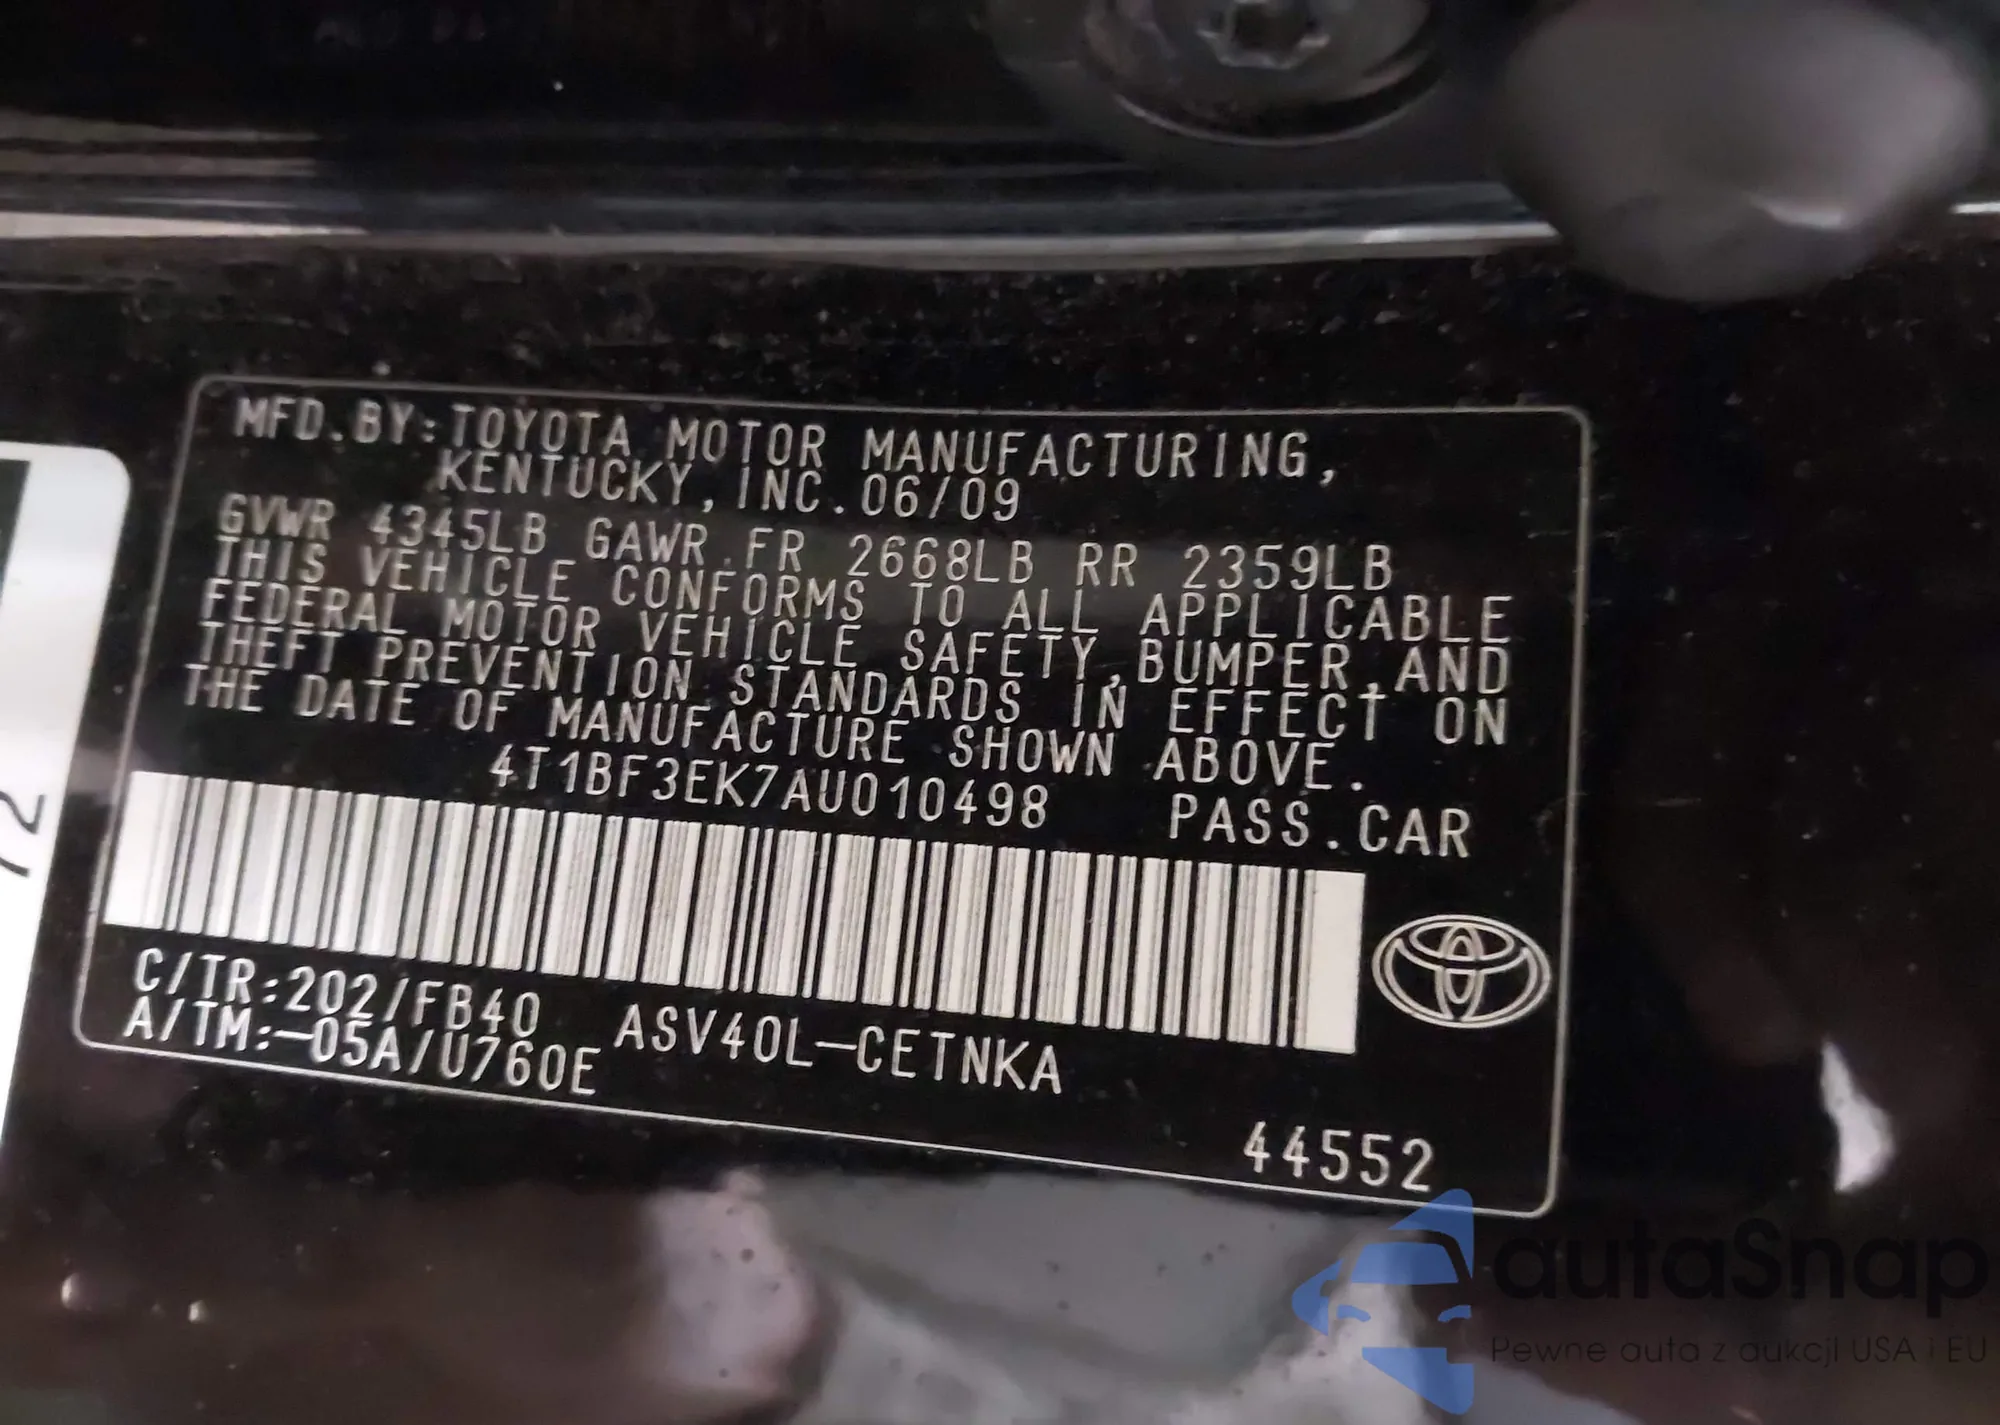 MFD.BY:TOYOTA MOTOR MANUFACTURING,
KENTUCKY,INC.06/09
GVWR 4345LB GAWR FR 2668LB RR 2359LB
THIS VEHICLE CONFORMS TO ALL APPLICABLE
FEDERAL MOTOR VEHICLE SAFETY,BUMPER,AND
THEFT PREVENTION STANDARDS IN EFFECT ON
THE DATE OF MANUFACTURE SHOWN ABOVE.
4T1BF3EK7AU010498 PASS.CAR
C/TR:202/FB40 ASV40L-CETNKA
A/TM:-05A/U760E
44552
12
autaSnap
Pewne auta z aukcji USA i EU